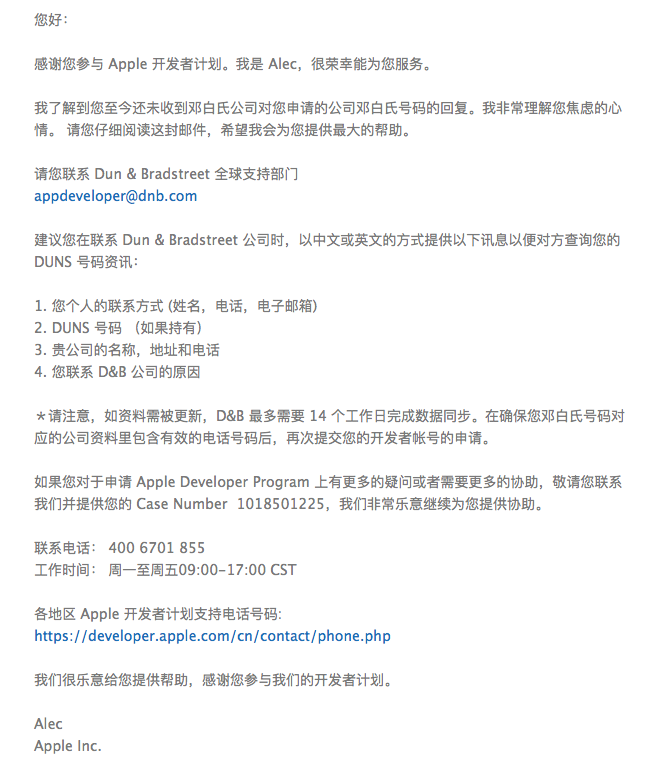 您好：
感谢您参与 Apple 开发者计划。我是 Alec，很荣幸能为您服务。
我了解到您至今还未收到邓白氏公司对您申请的公司邓白氏号码的回复。我非常理解您焦虑的心
情。 请您仔细阅读这封邮件，希望我会为您提供最大的帮助。
请您联系 Dun & Bradstreet 全球支持部门
appdeveloper@dnb.com
建议您在联系 Dun & Bradstreet 公司时，以中文或英文的方式提供以下讯息以便对方查询您的
DUNS 号码资讯：
1. 您个人的联系方式 (姓名，电话，电子邮箱)
2. DUNS 号码 （如果持有）
3. 贵公司的名称，地址和电话
4. 您联系 D&B 公司的原因
＊请注意，如资料需被更新，D&B 最多需要 14 个工作日完成数据同步。在确保您邓白氏号码对
应的公司资料里包含有效的电话号码后，再次提交您的开发者帐号的申请。
如果您对于申请 Apple Developer Program 上有更多的疑问或者需要更多的协助，敬请您联系
我们并提供您的 Case Number  1018501225，我们非常乐意继续为您提供协助。
联系电话： 400 6701 855
工作时间： 周一至周五09:00-17:00 CST
各地区 Apple 开发者计划支持电话号码:
https://developer.apple.com/cn/contact/phone.php
我们很乐意给您提供帮助，感谢您参与我们的开发者计划。
Alec
Apple Inc.